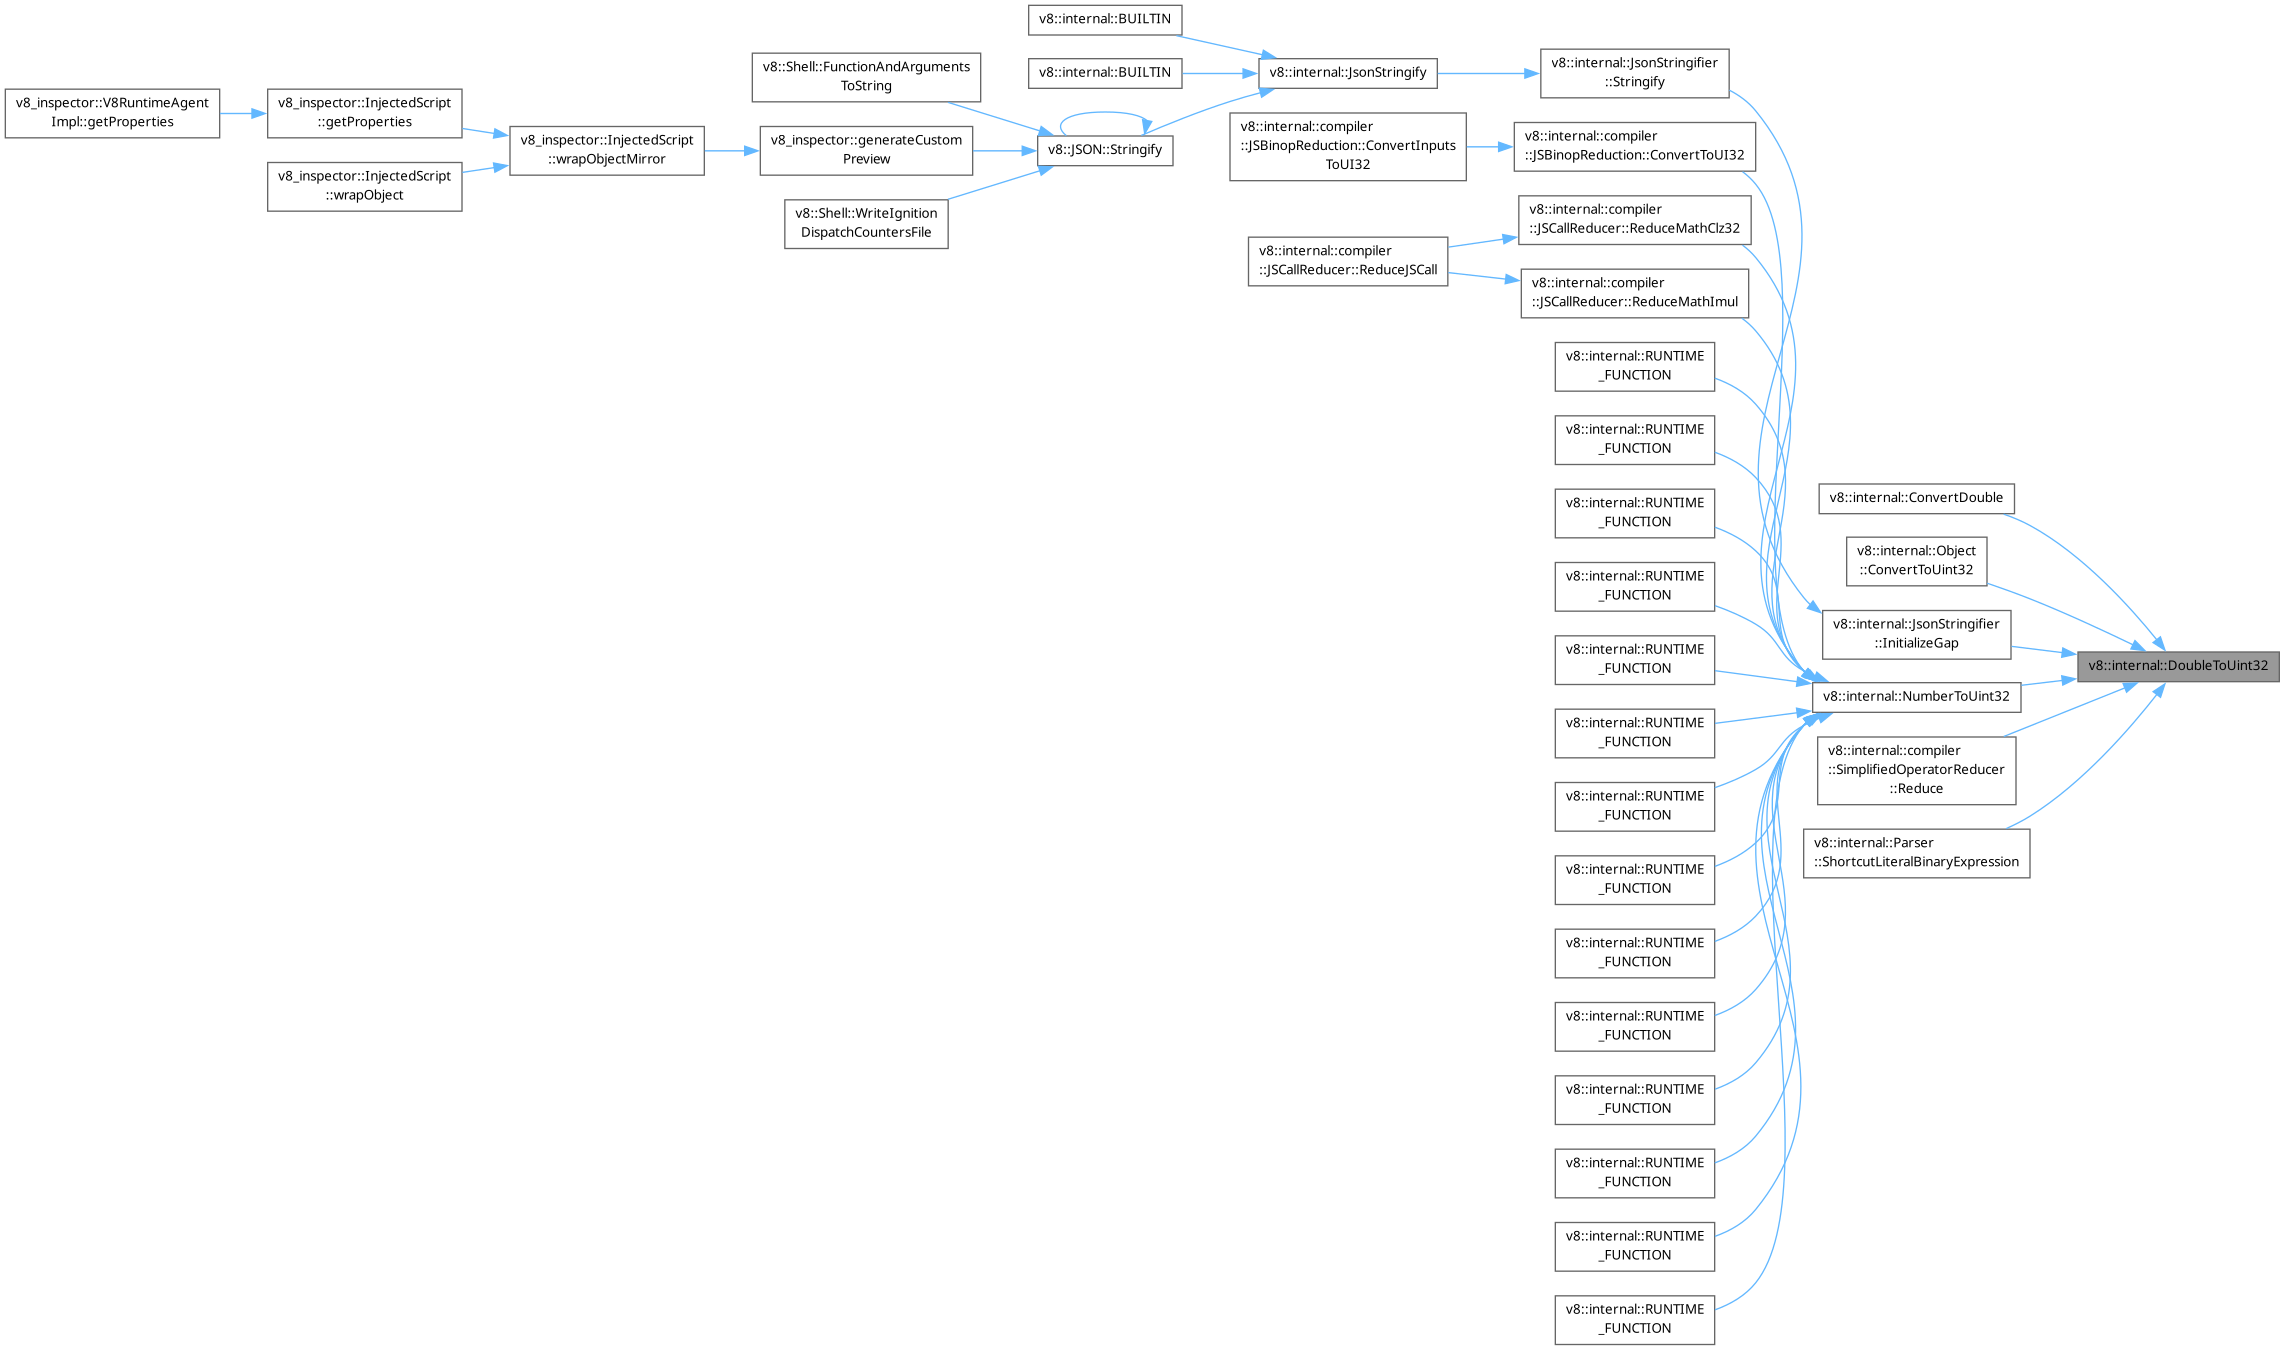 v8::internal::BUILTIN
v8::internal::BUILTIN
v8::Shell::FunctionAndArguments
ToString
v8::internal::JsonStringify
v8::internal::JsonStringifier
::Stringify
v8_inspector::V8RuntimeAgent
Impl::getProperties
v8_inspector::InjectedScript
::getProperties
v8_inspector::InjectedScript
::wrapObject
v8_inspector::InjectedScript
::wrapObjectMirror
v8_inspector::generateCustom
Preview
v8::JSON::Stringify
v8::internal::compiler
::JSBinopReduction::ConvertInputs
ToUI32
v8::internal::compiler
::JSBinopReduction::ConvertToUI32
v8::Shell::WriteIgnition
DispatchCountersFile
v8::internal::compiler
::JSCallReducer::ReduceJSCall
v8::internal::compiler
::JSCallReducer::ReduceMathClz32
v8::internal::compiler
::JSCallReducer::ReduceMathImul
v8::internal::RUNTIME
_FUNCTION
v8::internal::RUNTIME
_FUNCTION
v8::internal::RUNTIME
_FUNCTION
v8::internal::RUNTIME
_FUNCTION
v8::internal::RUNTIME
_FUNCTION
v8::internal::RUNTIME
_FUNCTION
v8::internal::RUNTIME
_FUNCTION
v8::internal::RUNTIME
_FUNCTION
v8::internal::RUNTIME
_FUNCTION
v8::internal::RUNTIME
_FUNCTION
v8::internal::RUNTIME
_FUNCTION
v8::internal::RUNTIME
_FUNCTION
v8::internal::RUNTIME
_FUNCTION
v8::internal::RUNTIME
_FUNCTION
v8::internal::ConvertDouble
v8::internal::Object
::ConvertToUint32
v8::internal::JsonStringifier
::InitializeGap
v8::internal::NumberToUint32
v8::internal::compiler
::SimplifiedOperatorReducer
::Reduce
v8::internal::Parser
::ShortcutLiteralBinaryExpression
v8::internal::DoubleToUint32